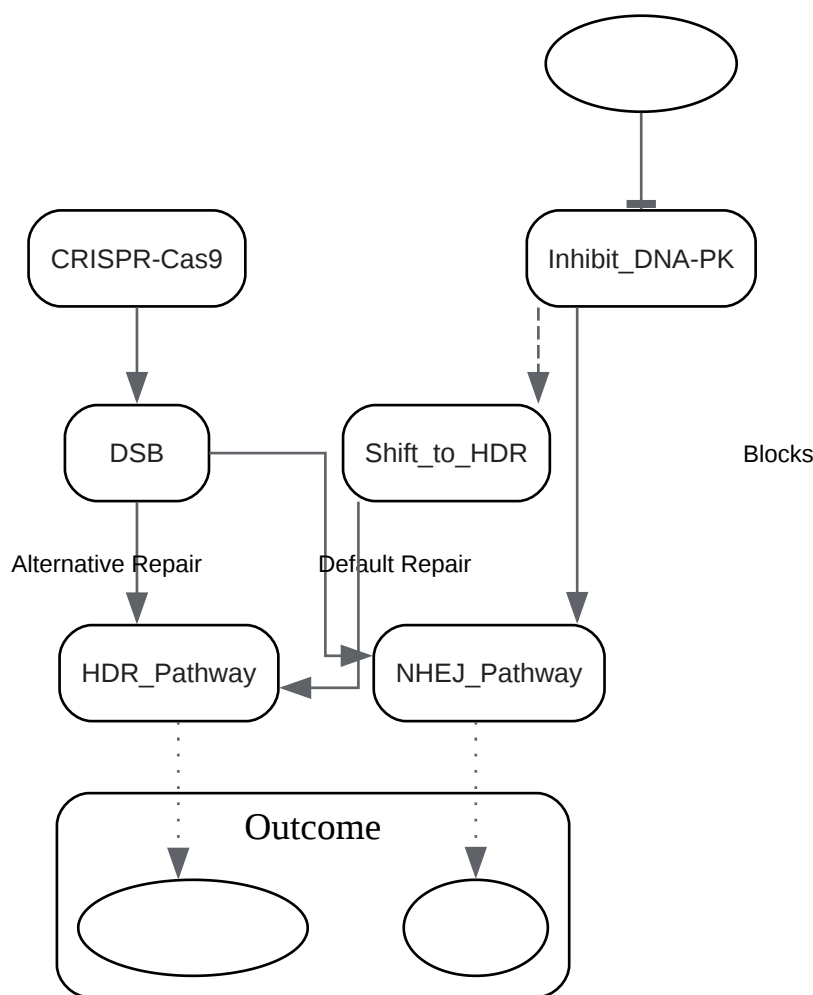 CRISPR-Cas9
Inhibit_DNA-PK
DSB
Shift_to_HDR
Blocks
Alternative Repair
Default Repair
HDR_Pathway
NHEJ_Pathway
Outcome